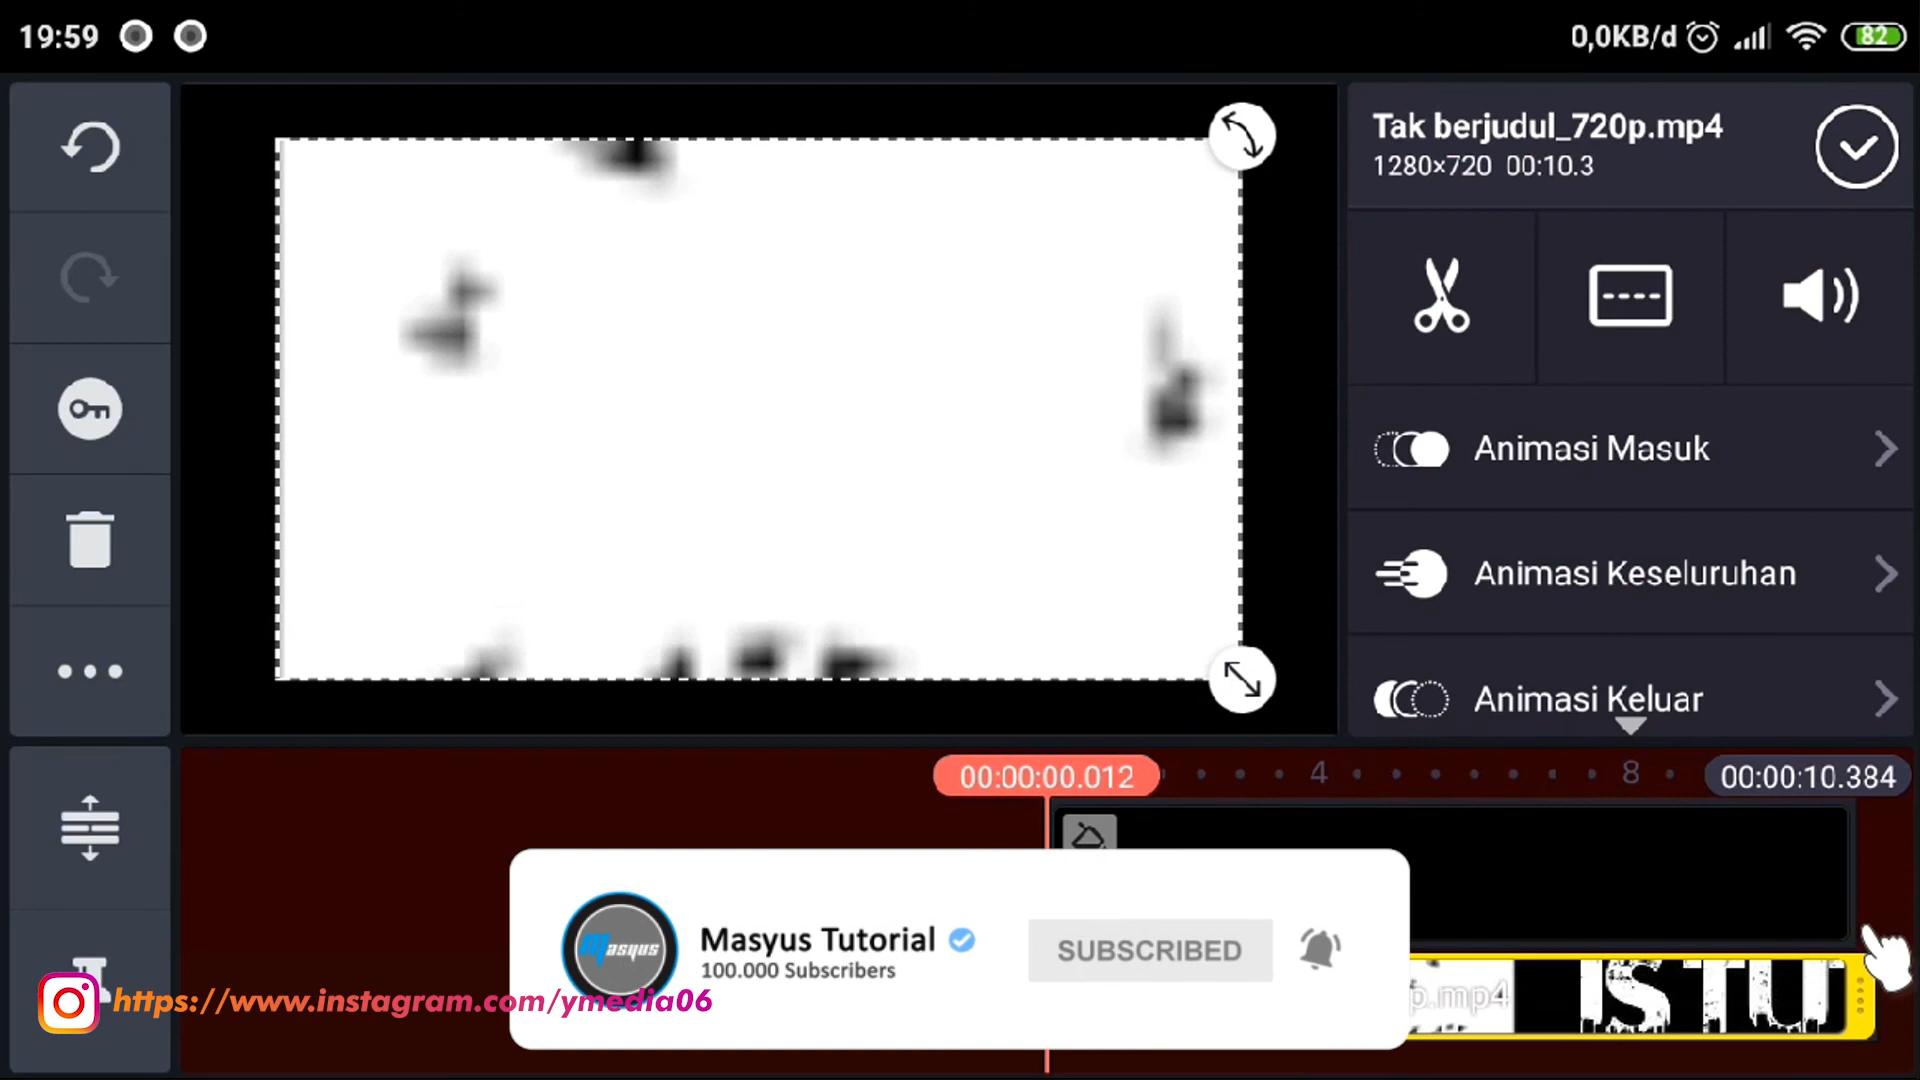 19:59
0,0KB/d
82
Tak berjudul_720p.mp4
1280×720 00:10.3
Animasi Masuk
Animasi Keseluruhan
Animasi Keluar
00:00:00.012
4
8
00:00:10.384
Masyus
Masyus Tutorial
100.000 Subscribers
SUBSCRIBED
https://www.instagram.com/ymedia06
p.mp4
ISTU